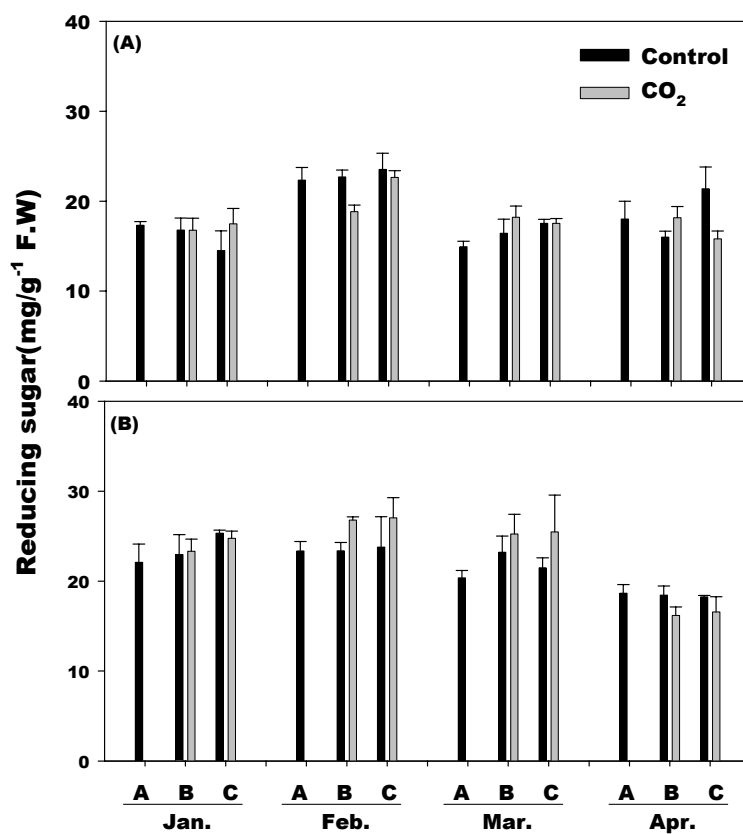 Reducing sugar(mg/g⁻¹ F.W)
40
(A)
Control
CO₂
30
20
10
0
40
(B)
30
20
10
0
A B C A B C A B C A B C
Jan. Feb. Mar. Apr.